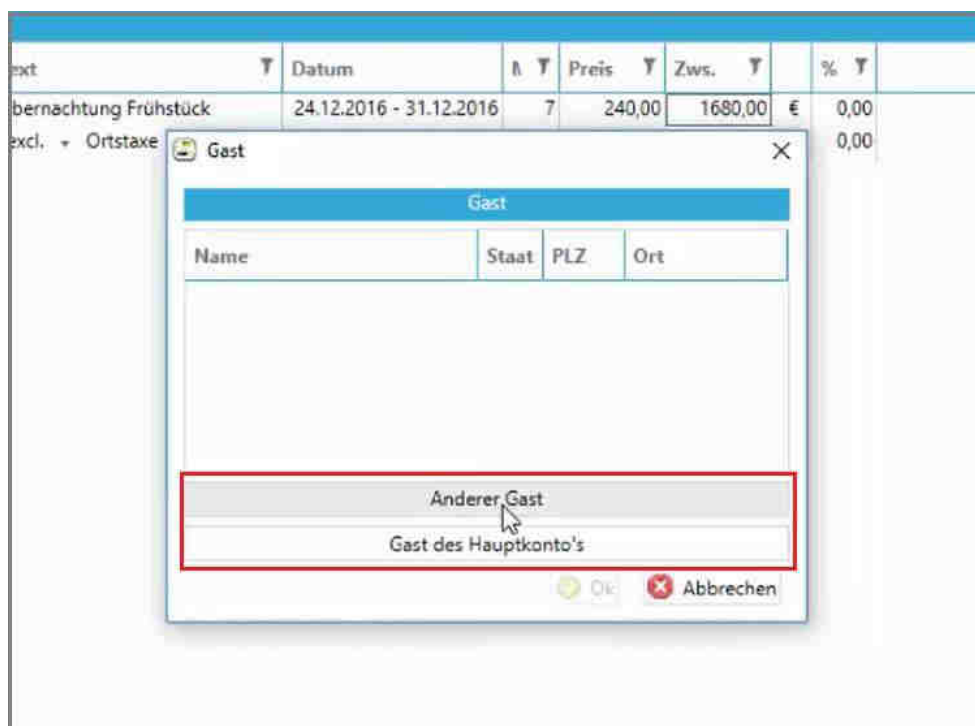 ext Datum Preis Zws. %
bernachtung Frühstück 24.12.2016 - 31.12.2016 7 240,00 1680,00 € 0,00
excl. Ortstaxe 0,00
Gast
Gast
Name Staat PLZ Ort
Anderer Gast
Gast des Hauptkonto's
Ok Abbrechen